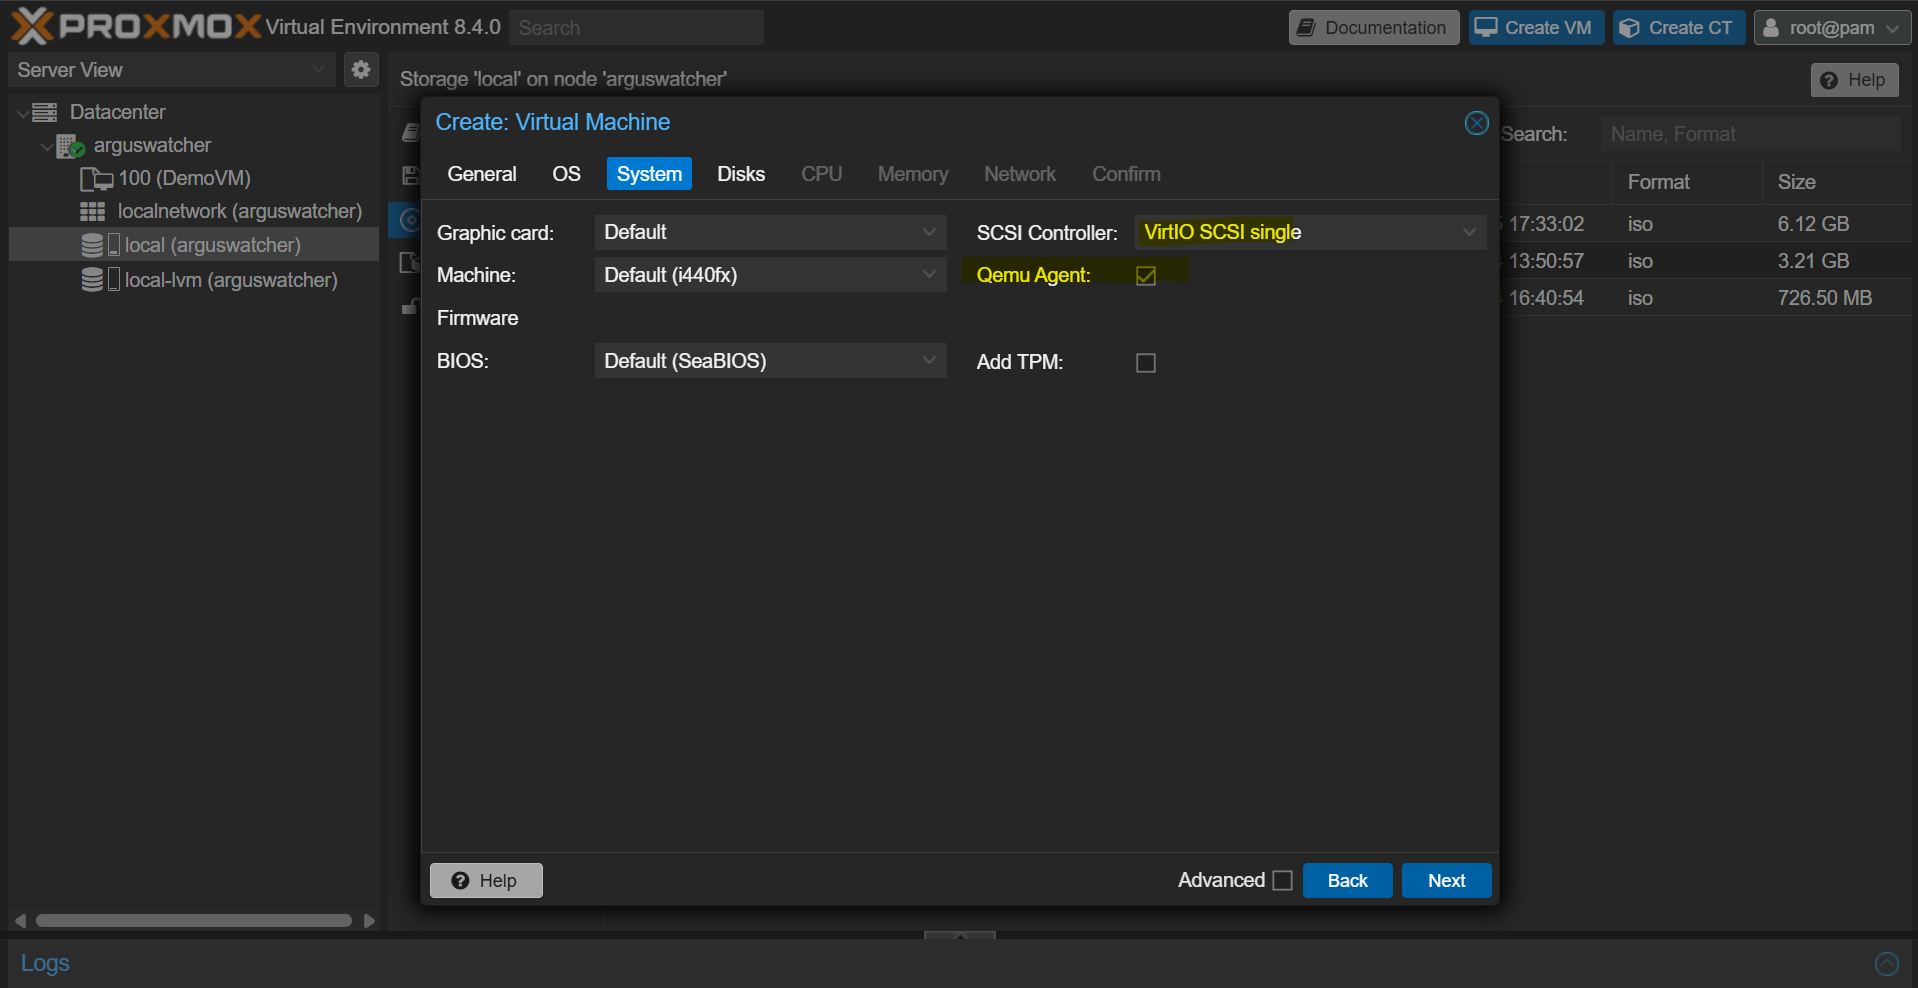 PROXMOX Virtual Environment 8.4.0 Search Documentation Create VM Create CT root@pam
Server View
Storage 'local' on node 'arguswatcher' Help
Datacenter
arguswatcher
100 (DemoVM)
localnetwork (arguswatcher)
local (arguswatcher)
local-lvm (arguswatcher)
Create: Virtual Machine
General OS System Disks CPU Memory Network Confirm
Graphic card: Default SCSI Controller: VirtIO SCSI single
Machine: Default (i440fx) Qemu Agent:
Firmware
BIOS: Default (SeaBIOS) Add TPM:
Help Advanced Back Next
Search: Name, Format
Format Size
17:33:02 iso 6.12 GB
13:50:57 iso 3.21 GB
16:40:54 iso 726.50 MB
Logs